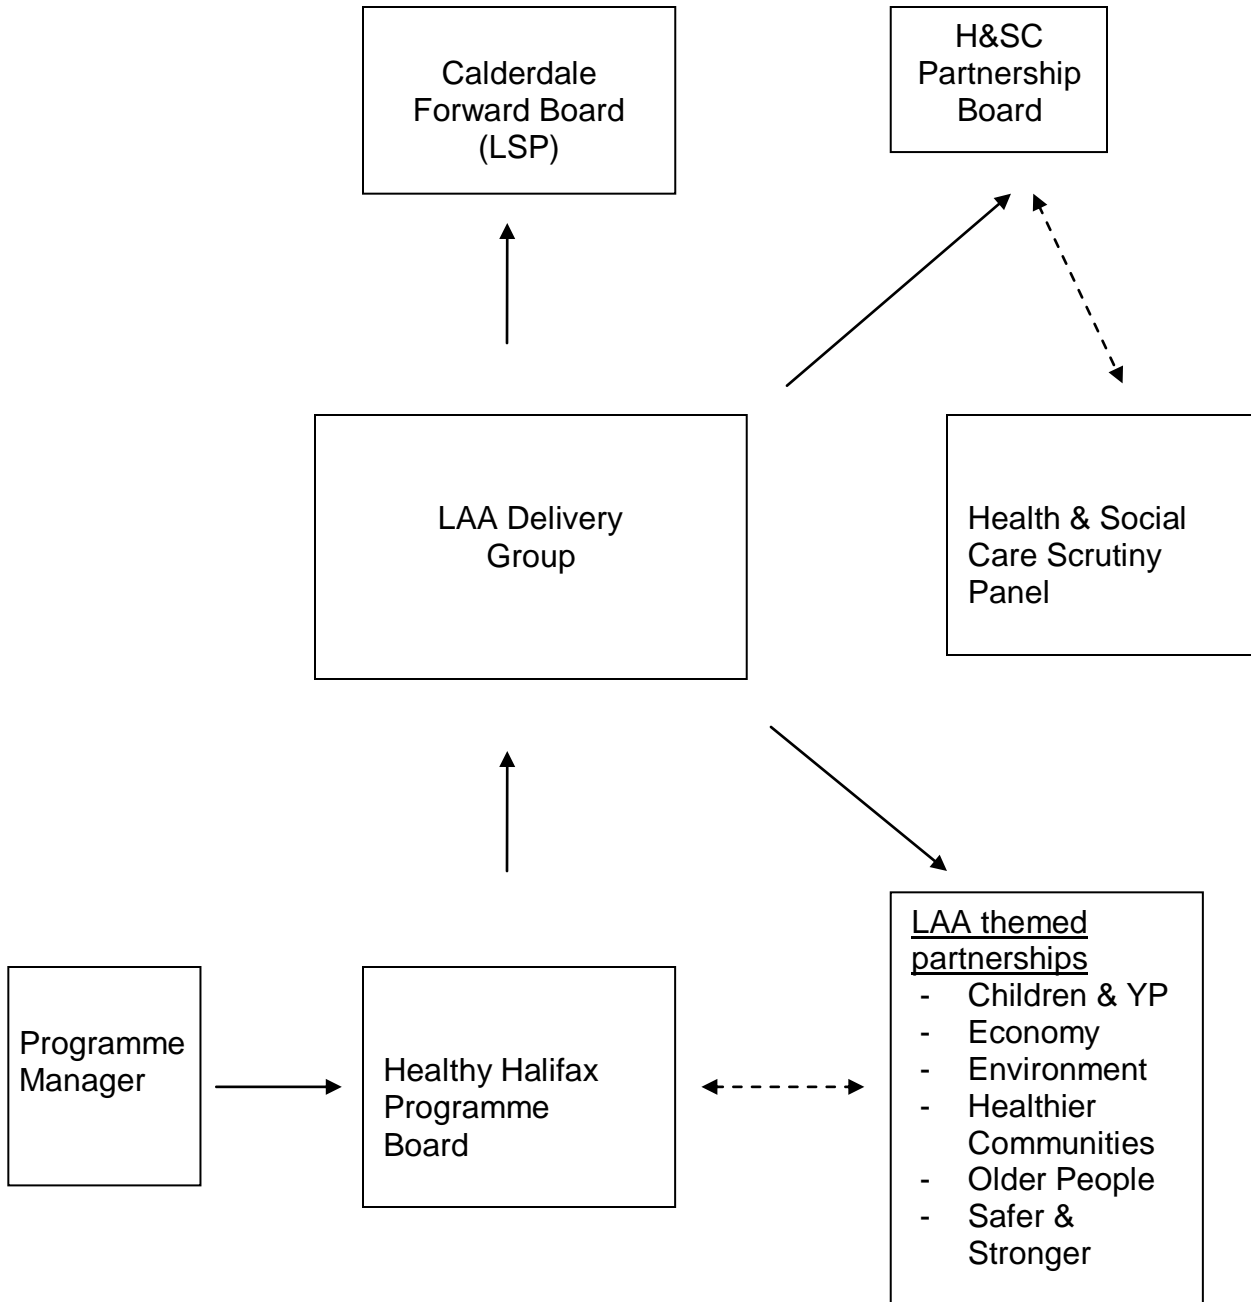 Calderdale
Forward Board
(LSP)
H&SC
Partnership
Board
LAA Delivery
Group
Health & Social
Care Scrutiny
Panel
Programme
Manager
Healthy Halifax
Programme
Board
LAA themed
partnerships
- Children & YP
- Economy
- Environment
- Healthier
Communities
- Older People
- Safer &
Stronger